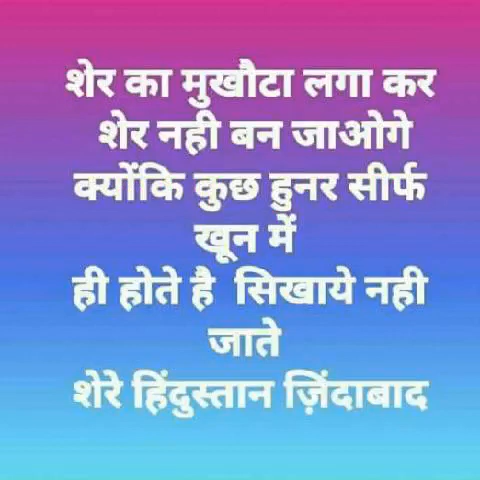 शेर का मुखौटा लगा कर
शेर नही बन जाओगे
क्योंकि कुछ हुनर सीर्फ
खून में
ही होते है सिखाये नही
जाते
शेरे हिंदुस्तान ज़िंदाबाद